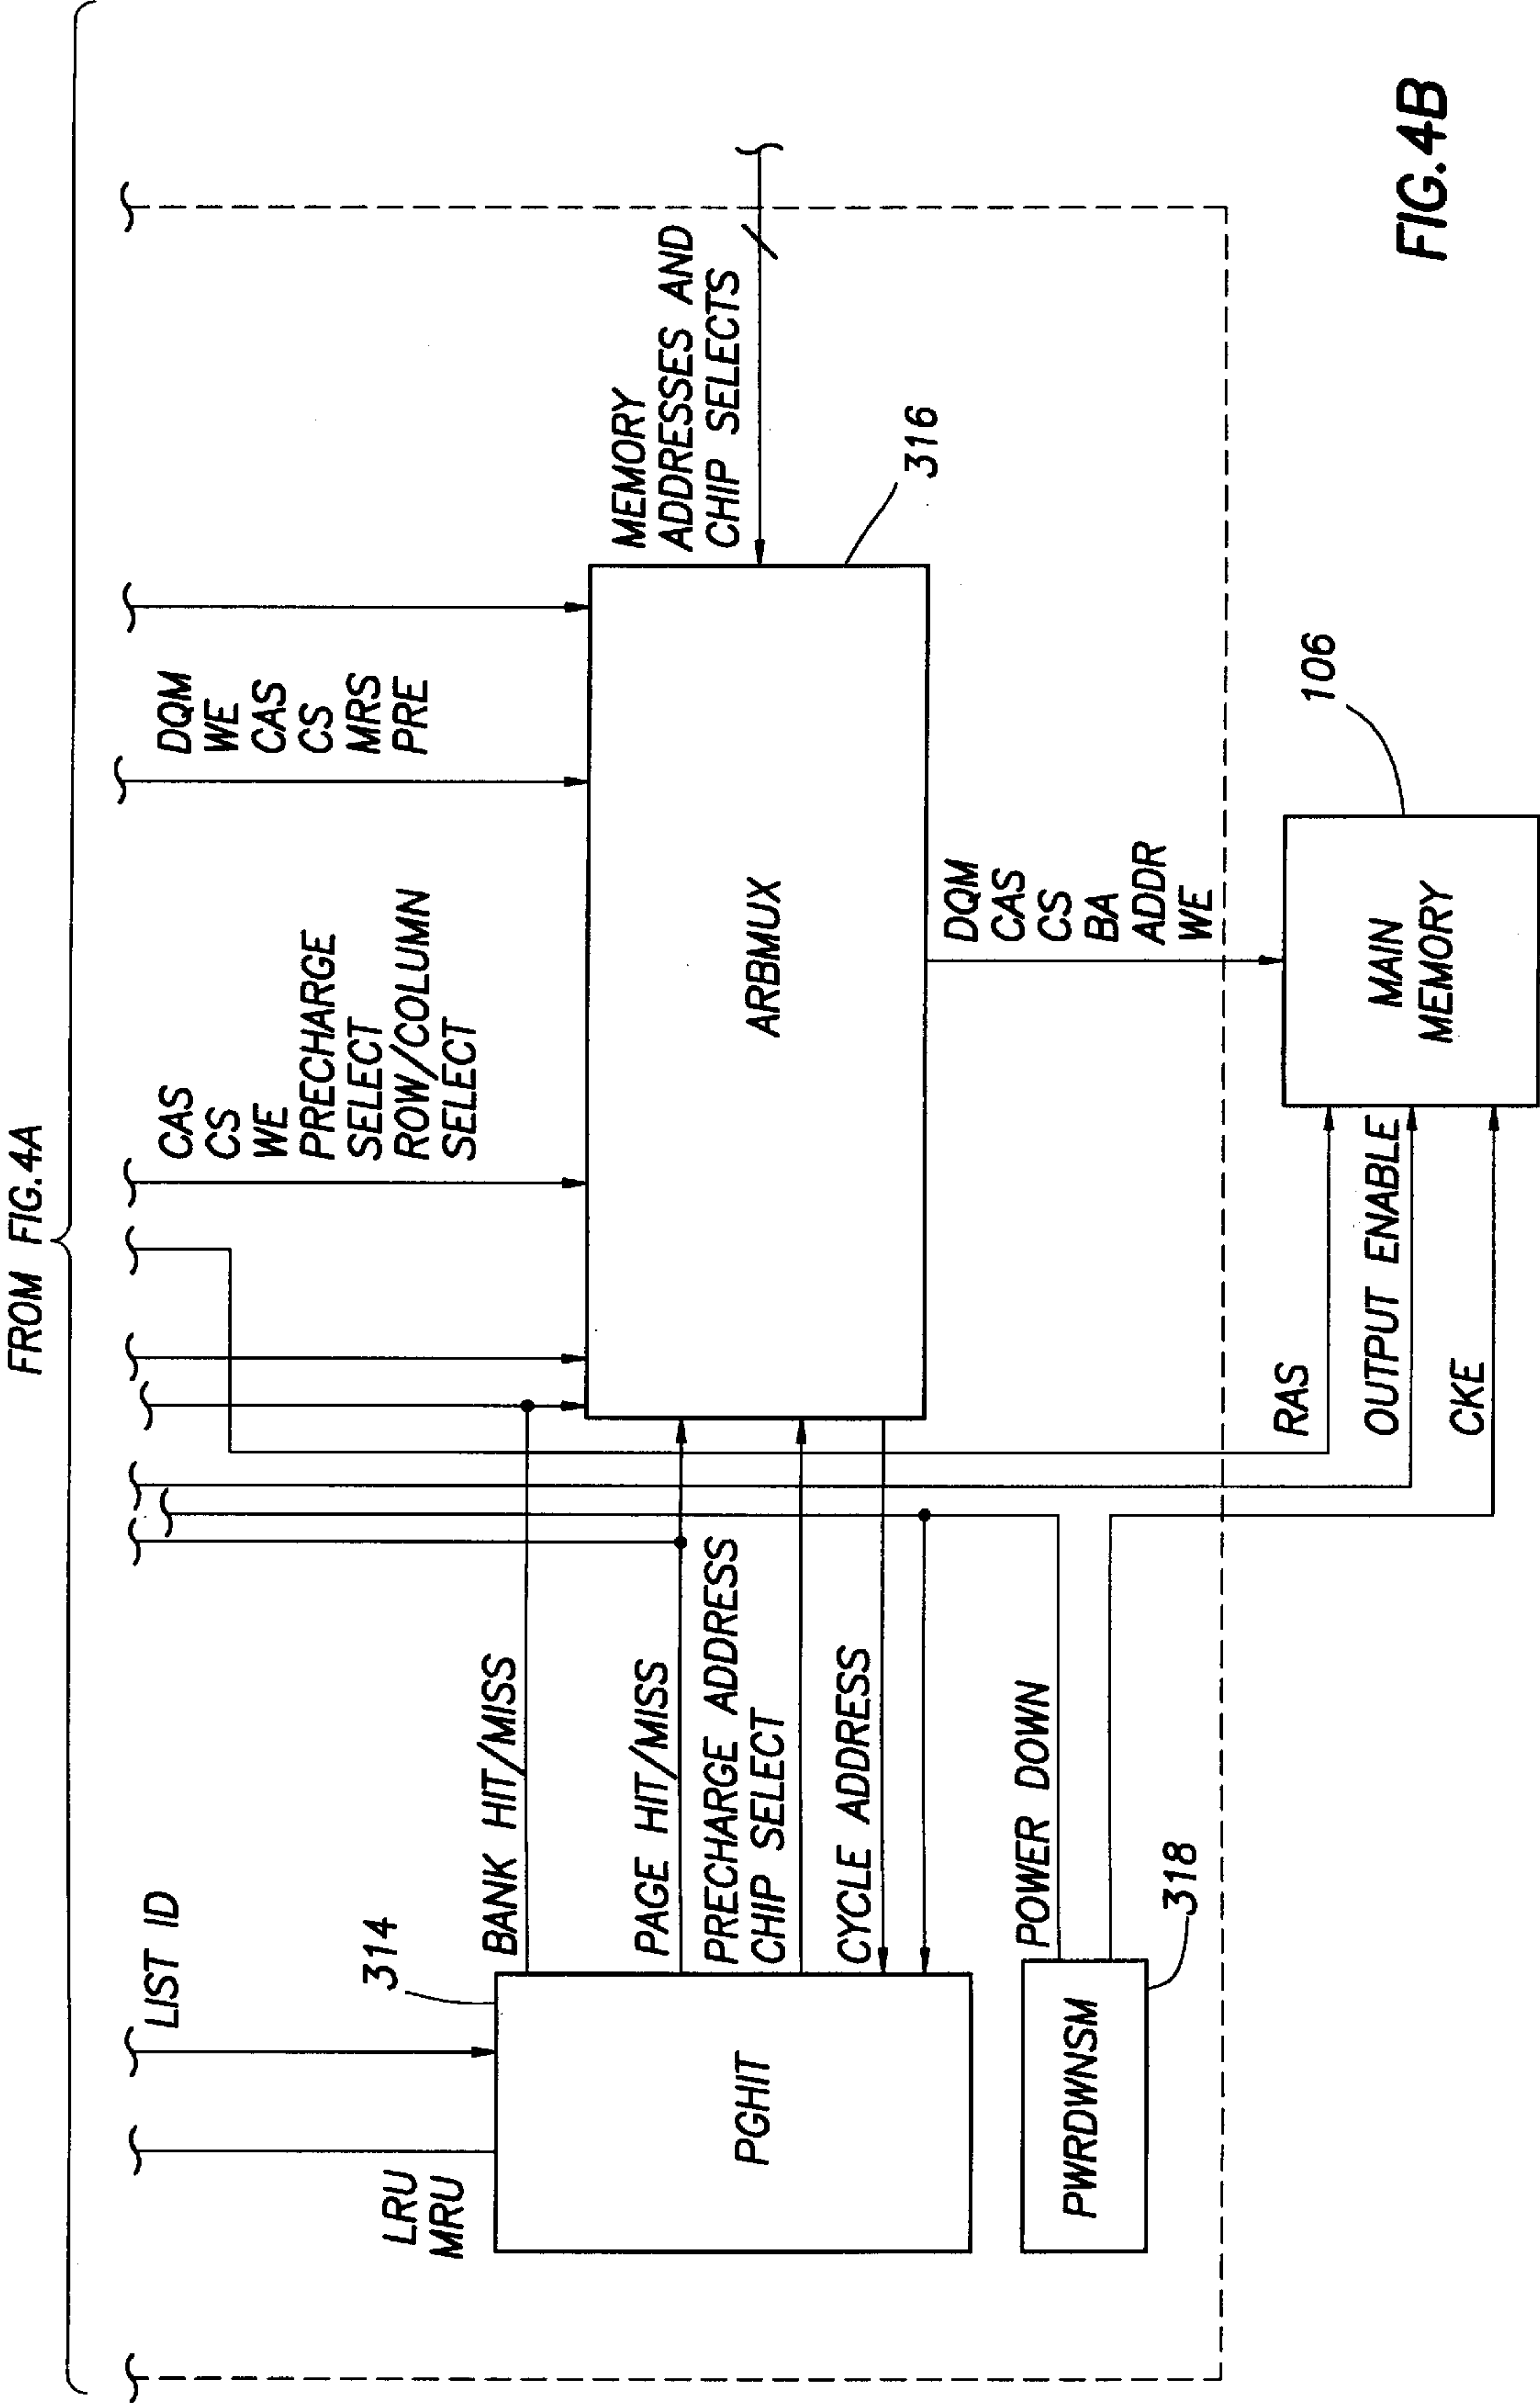 FROM FIG.4A
LIST ID
LRU
MRU
314
PGHIT
BANK HIT/MISS
PAGE HIT/MISS
PRECHARGE ADDRESS
CHIP SELECT
CYCLE ADDRESS
POWER DOWN
PWRDWNSM
318
CAS
CS
WE
PRECHARGE
SELECT
ROW/COLUMN
SELECT
DQM
WE
CAS
CS
MRS
PRE
ARBMUX
MEMORY
ADDRESSES AND
CHIP SELECTS
316
DQM
CAS
CS
BA
ADDR
WE
RAS
OUTPUT ENABLE
CKE
MAIN
MEMORY
106
FIG.4B